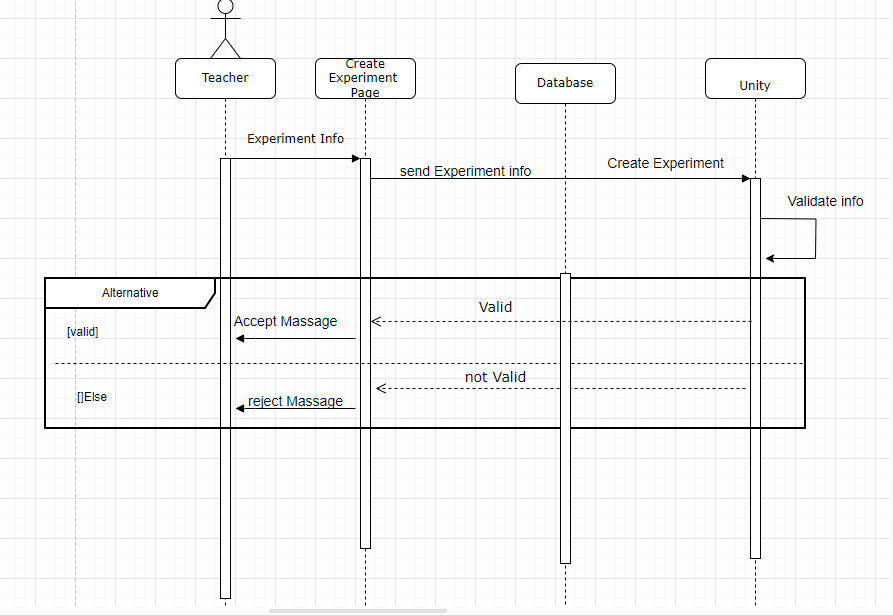 Teacher
Create
Experiment
Page
Database
Unity
Experiment Info
send Experiment info
Create Experiment
Validate info
Alternative
[valid]
Accept Massage
Valid
[]Else
reject Massage
not Valid